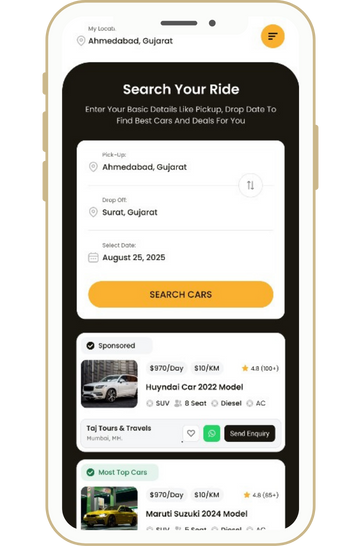 My Locati
Ahmedabad, Gujarat
Search Your Ride
Enter Your Basic Details Like Pickup, Drop Date To
Find Best Cars And Deals For You
Pick-Up:
Ahmedabad, Gujarat
Drop Off:
Surat, Gujarat
Select Date:
August 25, 2025
SEARCH CARS
Sponsored
$970/Day $10/KM 4.8 (100+)
Huyndai Car 2022 Model
SUV 8 Seat Diesel AC
Taj Tours & Travels
Mumbai, MH.
Send Enquiry
Most Top Cars
$970/Day $10/KM 4.8 (85+)
Maruti Suzuki 2024 Model
SUV 5 Seat Diesel AC